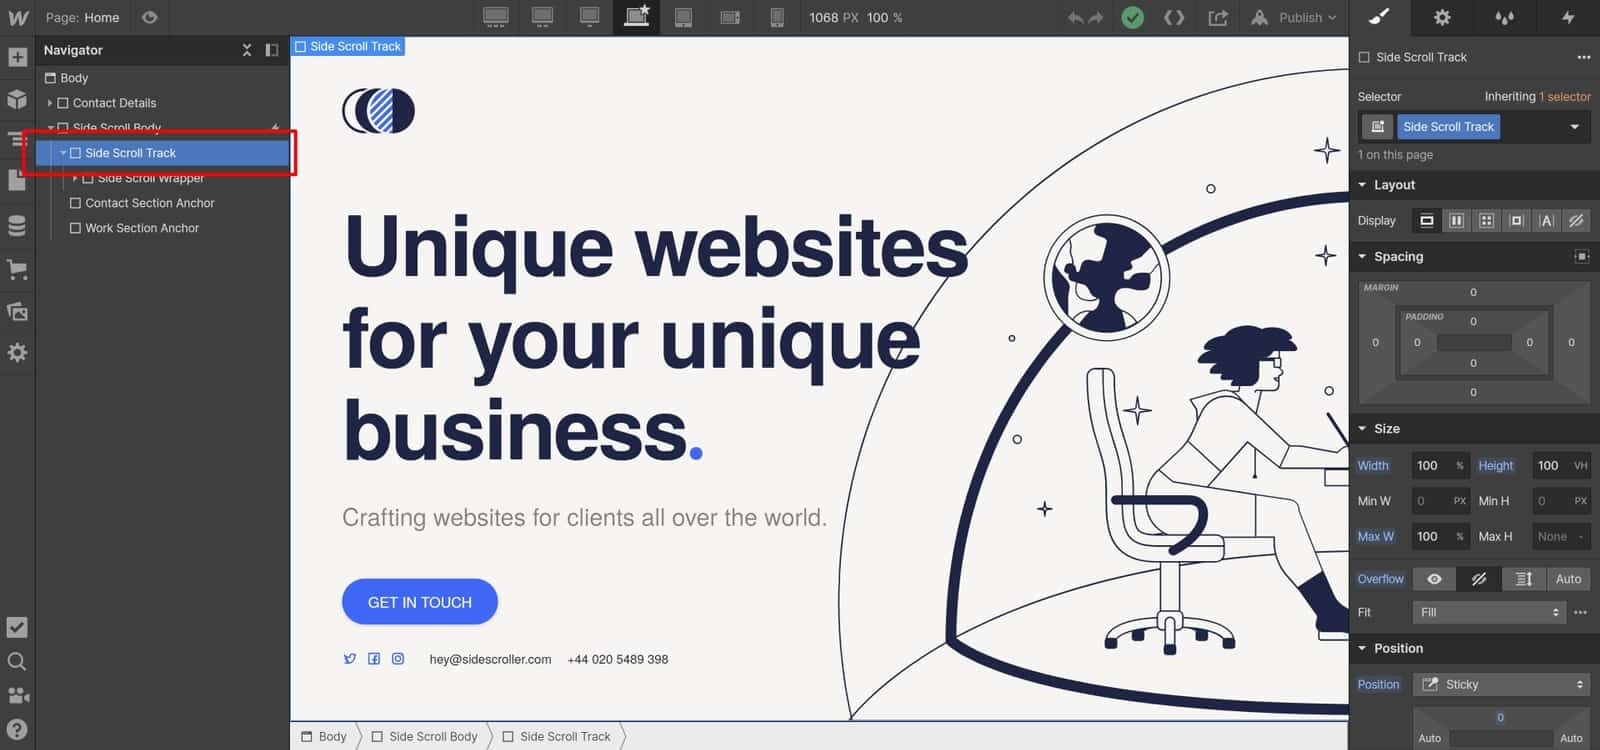 Page: Home
1068 PX 100 %
Publish
Navigator
Body
Contact Details
Side Scroll Body
Side Scroll Track
Side Scroll Wrapper
Contact Section Anchor
Work Section Anchor
Side Scroll Track
Unique websites
for your unique
business.
Crafting websites for clients all over the world.
GET IN TOUCH
hey@sidescroller.com +44 020 5489 398
Body Side Scroll Body Side Scroll Track
Side Scroll Track
Selector Inheriting 1 selector
Side Scroll Track
1 on this page
Layout
Display
Spacing
MARGIN
0
PADDING
0
0 0 0 0
0
0
Size
Width 100 % Height 100 VH
Min W 0 PX Min H 0 PX
Max W 100 % Max H None -
Overflow Auto
Fit Fill
Position
Position Sticky
0
Auto Auto